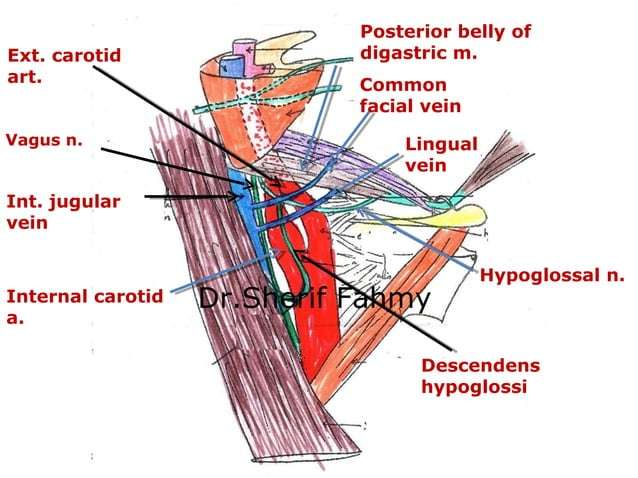 Posterior belly of
digastric m.
Ext. carotid
art.
Common
facial vein
Vagus n.
Lingual
vein
Int. jugular
vein
Hypoglossal n.
Internal carotid
a.
Dr.Sherif Fahmy
Descendens
hypoglossi